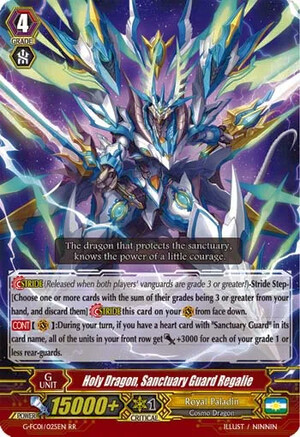 4
GRADE
The dragon that protects the sanctuary,
knows the power of a little courage.
STRIDE (Released when both players' vanguards are grade 3 or greater!)-Stride Step-
[Choose one or more cards with the sum of their grades being 3 or greater from your
hand, and discard them] STRIDE this card on your from face down.
CONT 1 :During your turn, if you have a heart card with "Sanctuary Guard" in its
card name, all of the units in your front row get +3000 for each of your grade 1 or
less rear-guards.
G
UNIT
Holy Dragon, Sanctuary Guard Regalie
POWER
15000+
1
CRITICAL
Royal Paladin
Cosmo Dragon
G-FC01/025EN RR
ILLUST / NINNIN